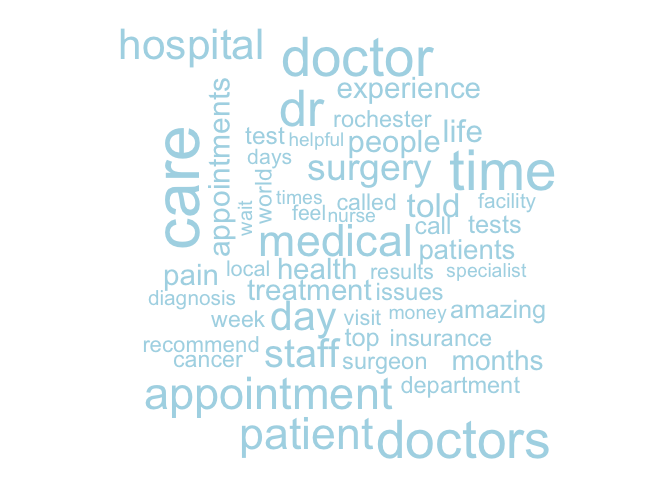 hospital
doctor
experience
dr
rochester
care
appointments
test
helpful
people
life
days
surgery
time
world
times
called
told
facility
wait
feel
nurse
call
tests
medical
patients
pain
local
health
results
specialist
diagnosis
treatment
issues
week
day
visit
money
amazing
recommend
top
insurance
cancer
staff
surgeon
months
appointment
department
patient
doctors